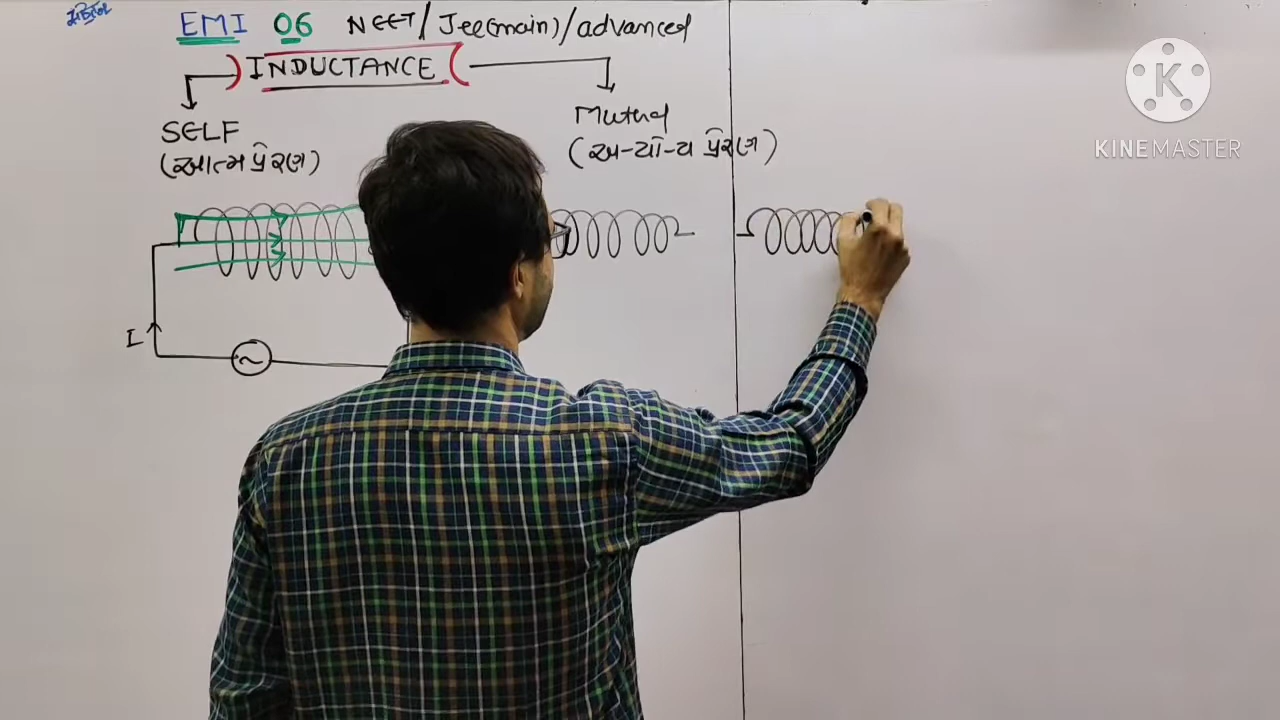 EMI 06 NEET/Jee(main)/advanced
INDUCTANCE
SELF
(આત્મ પ્રેરણ)
Mutual
(અન્યોન્ય પ્રેરણ)
I
K
KINEMASTER